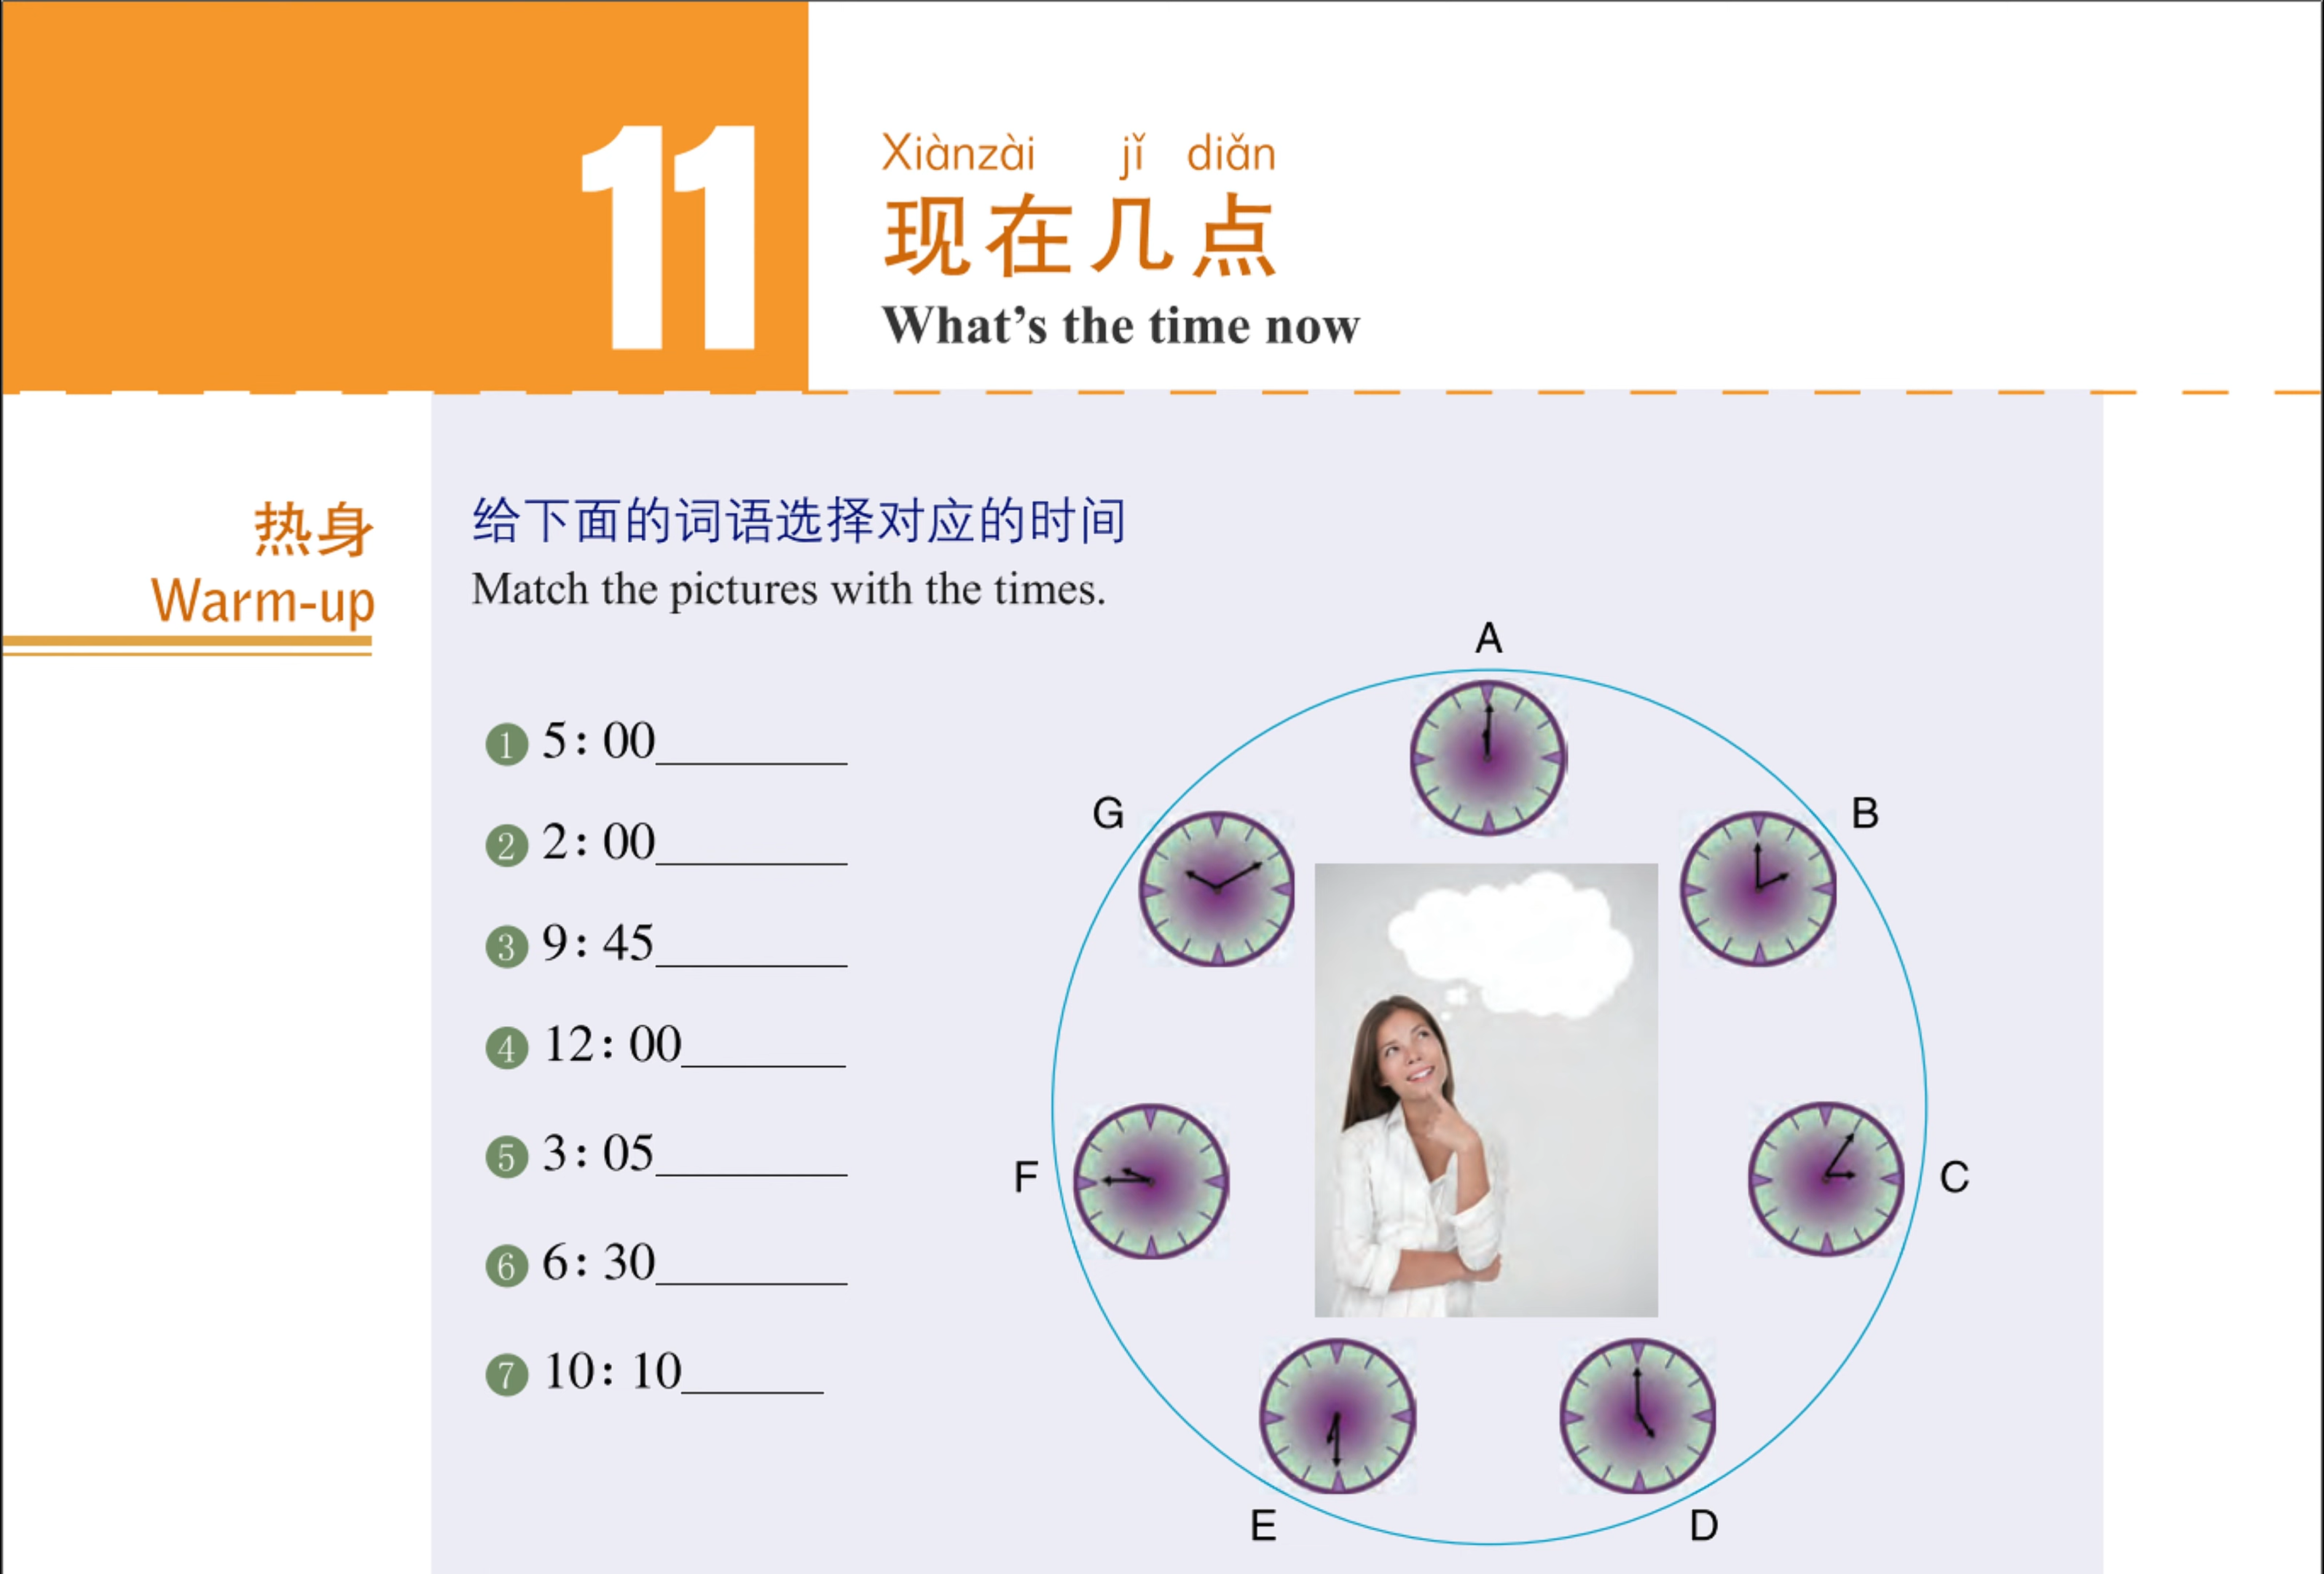 11
Xiànzài jǐ diǎn
现在几点
What's the time now
热身
Warm-up
给下面的词语选择对应的时间
Match the pictures with the times.
1 5: 00
2 2: 00
3 9: 45
4 12: 00
5 3: 05
6 6: 30
7 10: 10
A
B
C
D
E
F
G